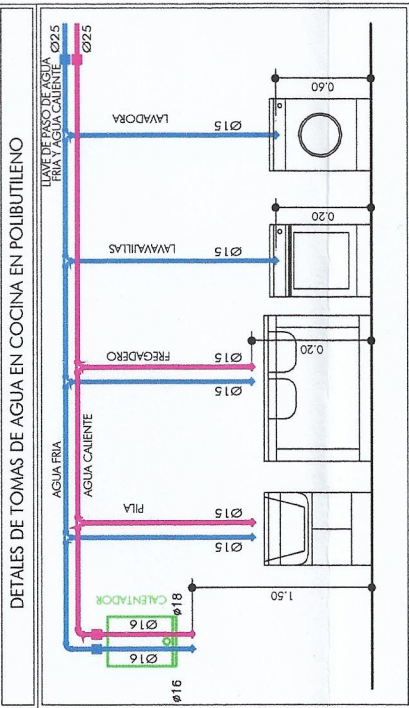 DETALES DE TOMAS DE AGUA EN COCINA EN POLIBUTILENO
LLAVE DE PASO DE AGUA
FRIA Y AGUA CALIENTE
Ø25
Ø25
AGUA FRIA
AGUA CALIENTE
CALENTADOR
Ø16
Ø16
Ø16
Ø18
PILA
Ø15
Ø15
FREGADERO
Ø15
Ø15
LAVAVAJILLAS
Ø15
LAVADORA
Ø15
1.50
0.20
0.20
0.60